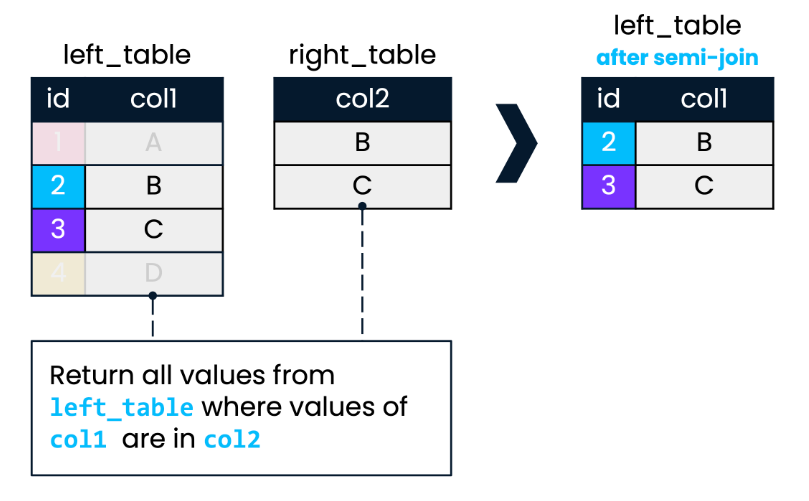 left_table
id col1
1 A
2 B
3 C
4 D
right_table
col2
B
C
left_table
after semi-join
id col1
2 B
3 C
Return all values from
left_table where values of
col1 are in col2